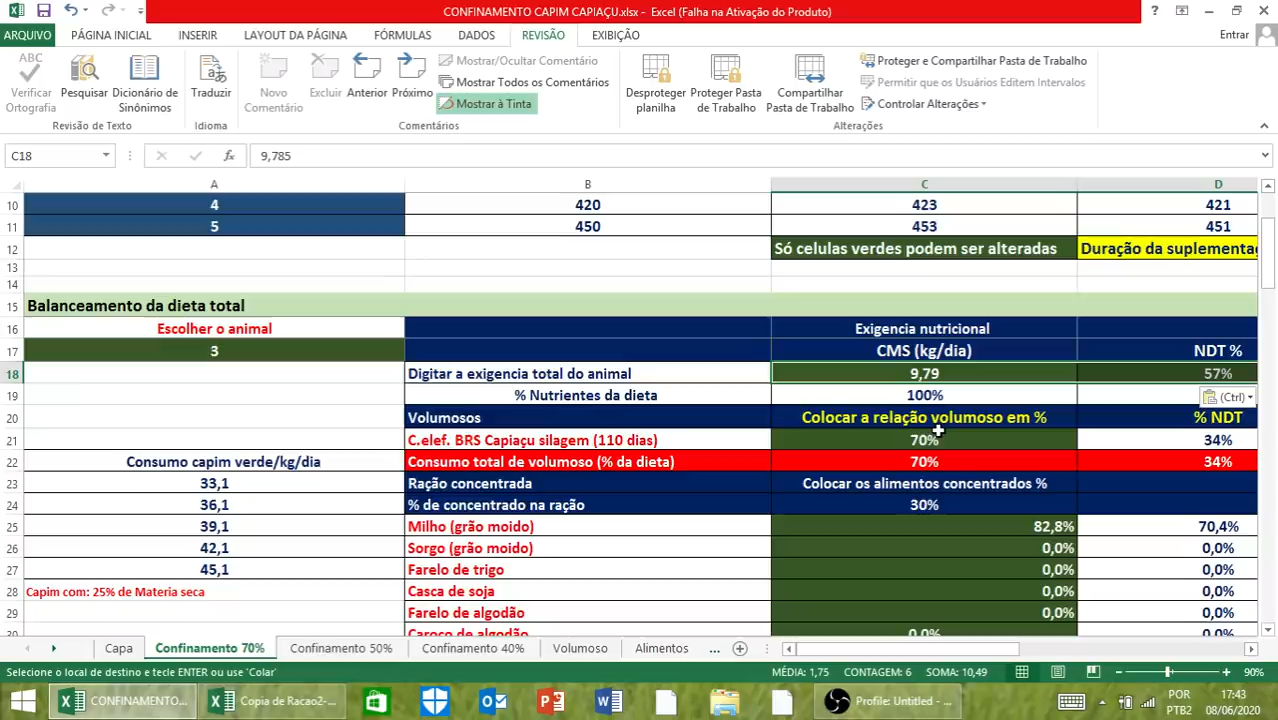 CONFINAMENTO CAPIM CAPIAÇU.xlsx - Excel (Falha na Ativação do Produto)
ARQUIVO PÁGINA INICIAL INSERIR LAYOUT DA PÁGINA FÓRMULAS DADOS REVISÃO EXIBIÇÃO Entrar
ABC
Verificar Ortografia
Pesquisar
Dicionário de Sinônimos
Traduzir
Novo Comentário
Excluir
Anterior
Próximo
Mostrar/Ocultar Comentário
Mostrar Todos os Comentários
Mostrar à Tinta
Desproteger planilha
Proteger Pasta de Trabalho
Compartilhar Pasta de Trabalho
Proteger e Compartilhar Pasta de Trabalho
Permitir que os Usuários Editem Intervalos
Controlar Alterações
Revisão de Texto Idioma Comentários Alterações
C18 fx 9,785
A B C D
10 4 420 423 421
11 5 450 453 451
12 Só celulas verdes podem ser alteradas Duração da suplementaç
13
14
15 Balanceamento da dieta total
16 Escolher o animal Exigencia nutricional
17 3 CMS (kg/dia) NDT %
18 Digitar a exigencia total do animal 9,79 57%
19 % Nutrientes da dieta 100% (Ctrl)
20 Volumosos Colocar a relação volumoso em % % NDT
21 C.elef. BRS Capiaçu silagem (110 dias) 70% 34%
22 Consumo capim verde/kg/dia Consumo total de volumoso (% da dieta) 70% 34%
23 33,1 Ração concentrada Colocar os alimentos concentrados %
24 36,1 % de concentrado na ração 30%
25 39,1 Milho (grão moido) 82,8% 70,4%
26 42,1 Sorgo (grão moido) 0,0% 0,0%
27 45,1 Farelo de trigo 0,0% 0,0%
28 Capim com: 25% de Materia seca Casca de soja 0,0% 0,0%
29 Farelo de algodão 0,0% 0,0%
30 Caroço de algodão 0,0% 0,0%
Capa Confinamento 70% Confinamento 50% Confinamento 40% Volumoso Alimentos ...
Selecione o local de destino e tecle ENTER ou use 'Colar' MÉDIA: 1,75 CONTAGEM: 6 SOMA: 10,49 90%
CONFINAMENTO... Copia de Racao2-... Profile: Untitled - ... POR 17:43
PTB2 08/06/2020